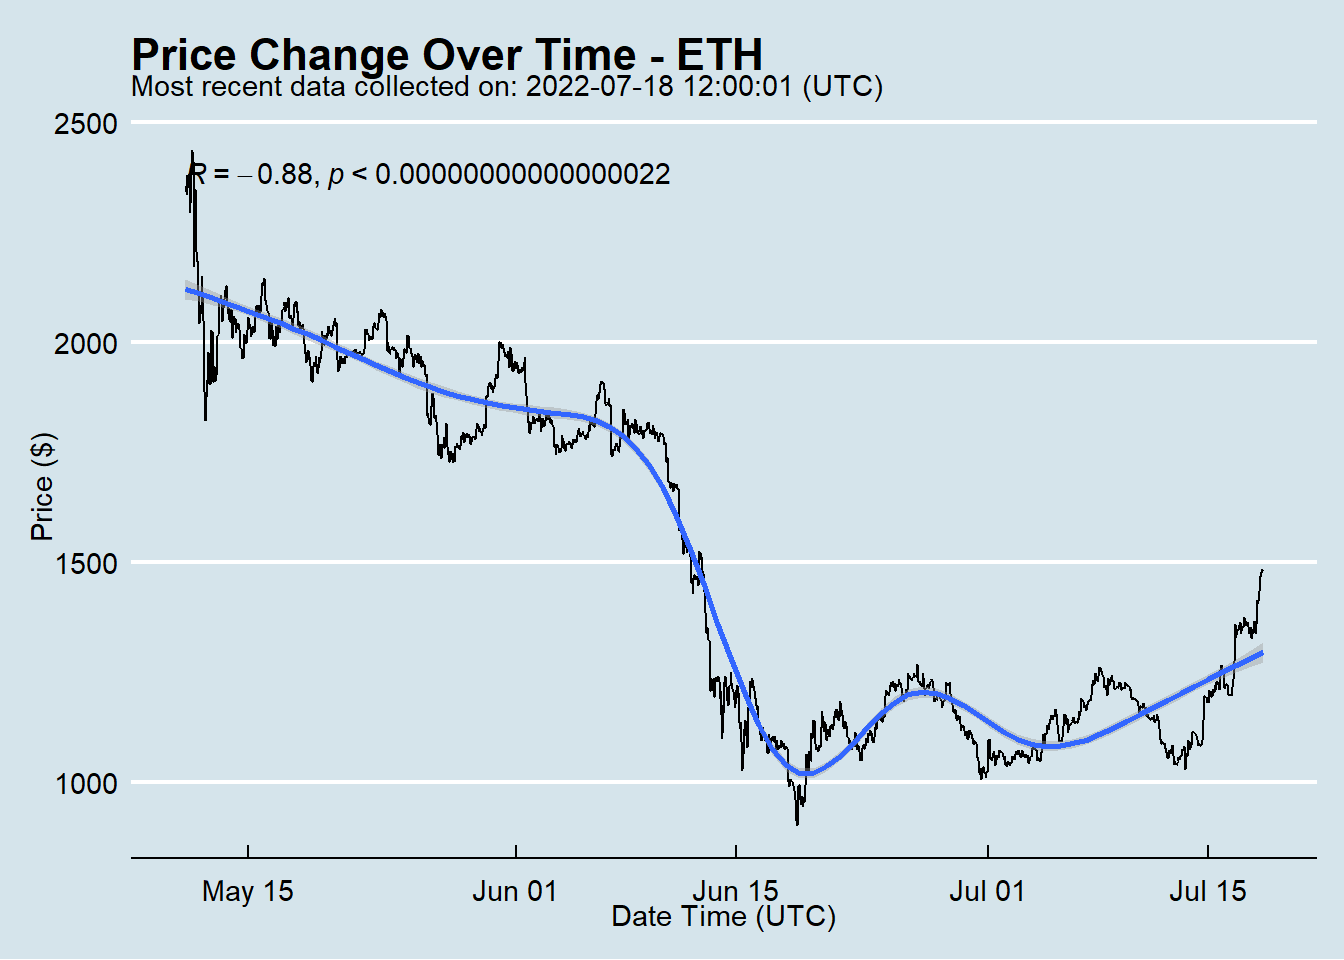 Price Change Over Time - ETH
Most recent data collected on: 2022-07-18 12:00:01 (UTC)
2500
R = −0.88, p < 0.00000000000000022
2000
Price ($)
1500
1000
May 15 Jun 01 Jun 15 Jul 01 Jul 15
Date Time (UTC)